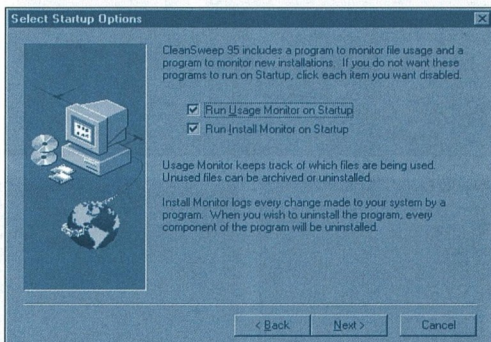 Select Startup Options
CleanSweep 95 includes a program to monitor file usage and a
program to monitor new installations. If you do not want these
programs to run on Startup, click each item you want disabled.
Run Usage Monitor on Startup
Run Install Monitor on Startup
Usage Monitor keeps track of which files are being used.
Unused files can be archived or uninstalled.
Install Monitor logs every change made to your system by a
program. When you wish to uninstall the program, every
component of the program will be uninstalled.
< Back Next > Cancel